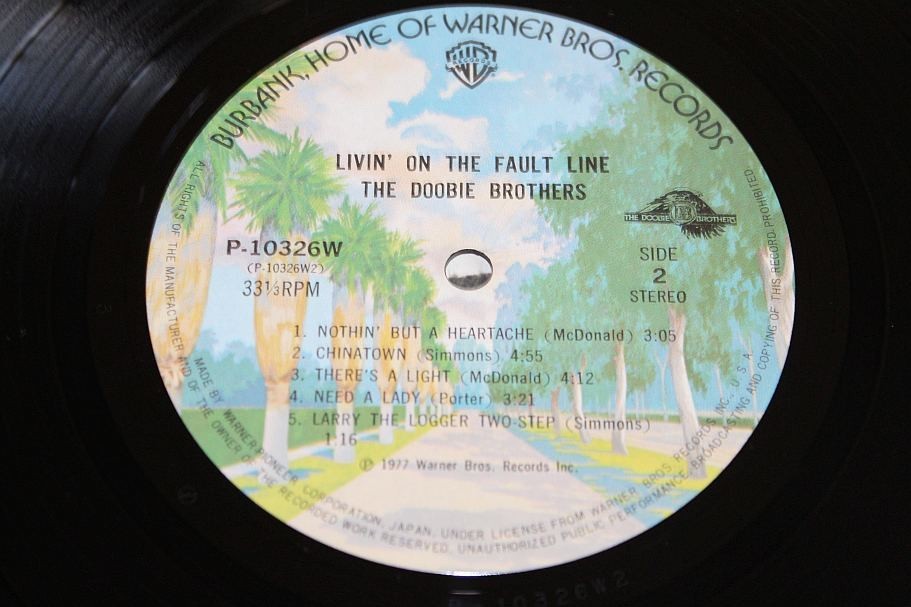 BURBANK, HOME OF WARNER BROS. RECORDS
RECORDS
LIVIN' ON THE FAULT LINE
THE DOOBIE BROTHERS
THE DOOBIE BROTHERS
P-10326W
(P-10326W2)
33⅓RPM
SIDE
2
STEREO
1. NOTHIN' BUT A HEARTACHE (McDonald) 3:05
2. CHINATOWN (Simmons) 4:55
3. THERE'S A LIGHT (McDonald) 4:12
4. NEED A LADY (Porter) 3:21
5. LARRY THE LOGGER TWO-STEP (Simmons)
1:16
Ⓟ 1977 Warner Bros. Records Inc.
MADE BY WARNER-PIONEER CORPORATION, JAPAN, UNDER LICENSE FROM WARNER BROS. RECORDS INC., U.S.A.
ALL RIGHTS OF THE MANUFACTURER AND OF THE OWNER OF THE RECORDED WORK RESERVED. UNAUTHORIZED PUBLIC PERFORMANCE, BROADCASTING AND COPYING OF THIS RECORD PROHIBITED
P-10326W2